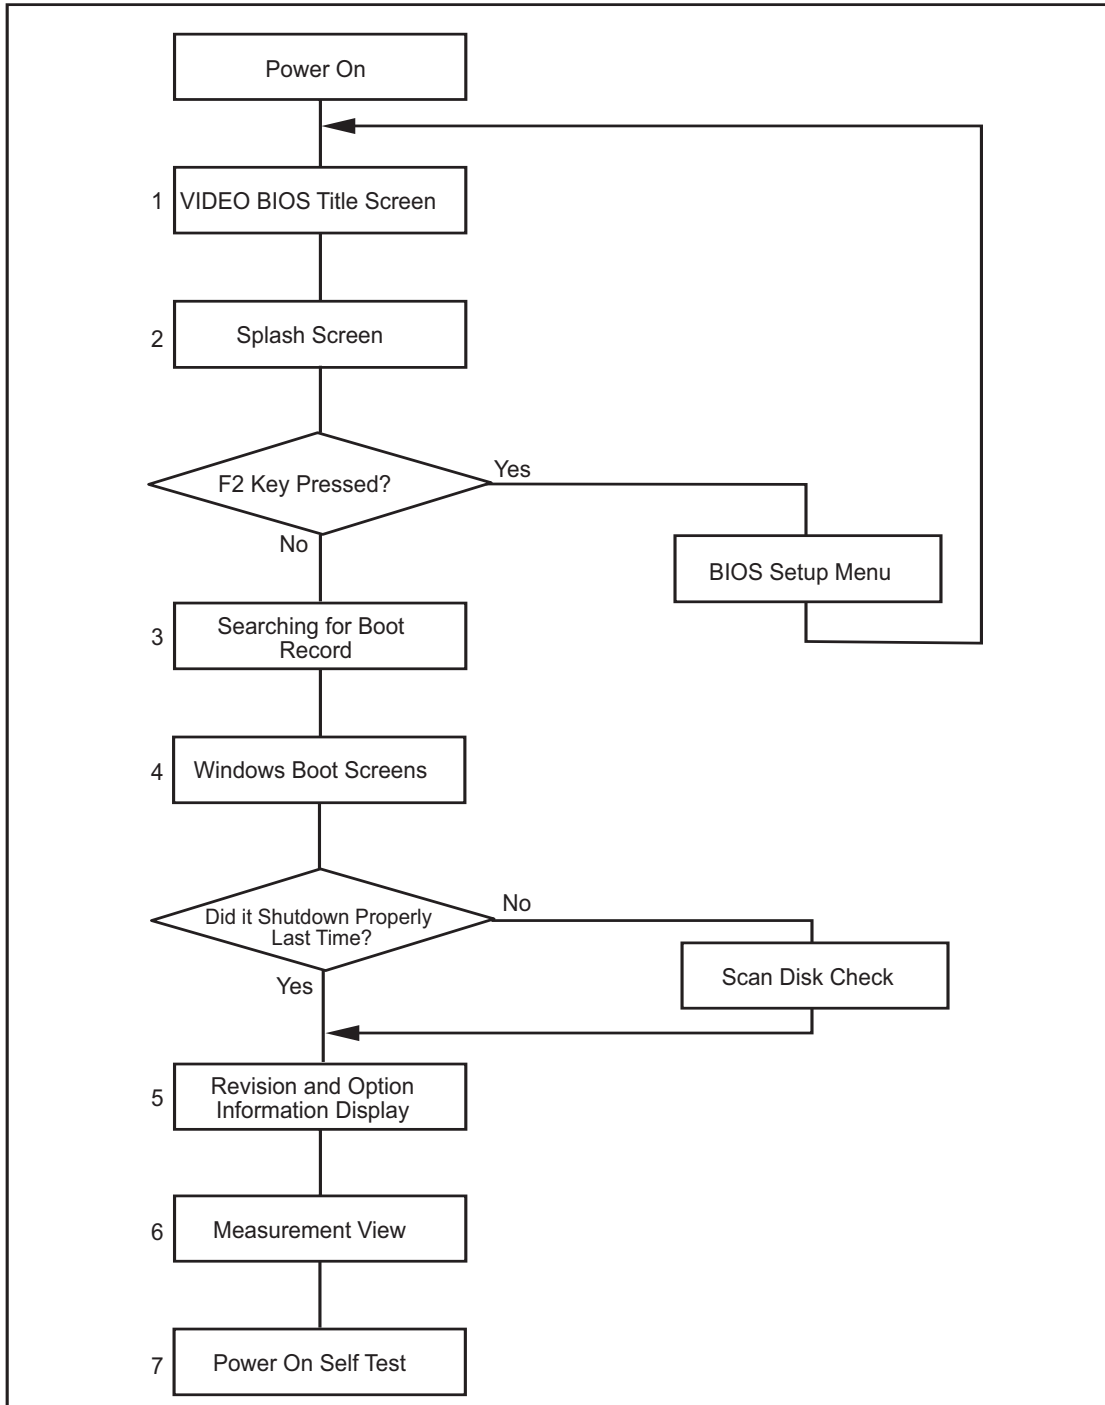 Power On
1 VIDEO BIOS Title Screen
2 Splash Screen
F2 Key Pressed?
Yes
No
BIOS Setup Menu
3 Searching for Boot
Record
4 Windows Boot Screens
Did it Shutdown Properly
Last Time?
No
Yes
Scan Disk Check
5 Revision and Option
Information Display
6 Measurement View
7 Power On Self Test